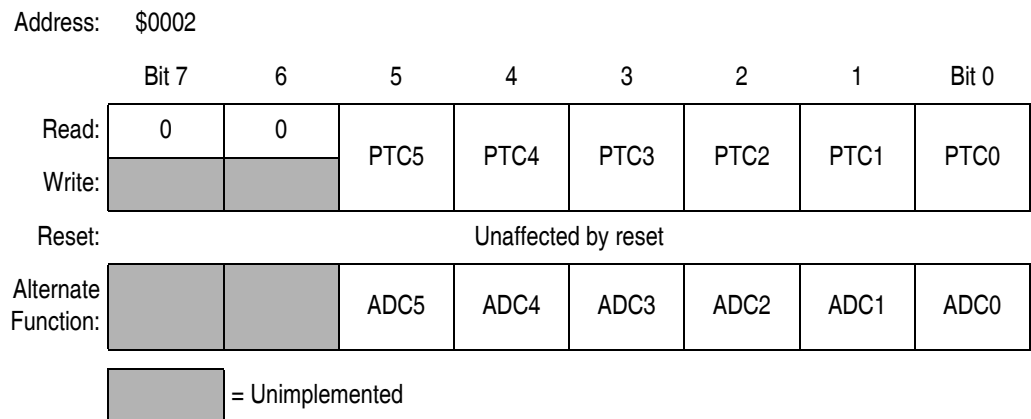 Address: $0002
Bit 7 6 5 4 3 2 1 Bit 0
Read: 0 0 PTC5 PTC4 PTC3 PTC2 PTC1 PTC0
Write:
Reset: Unaffected by reset
Alternate
Function: ADC5 ADC4 ADC3 ADC2 ADC1 ADC0
= Unimplemented